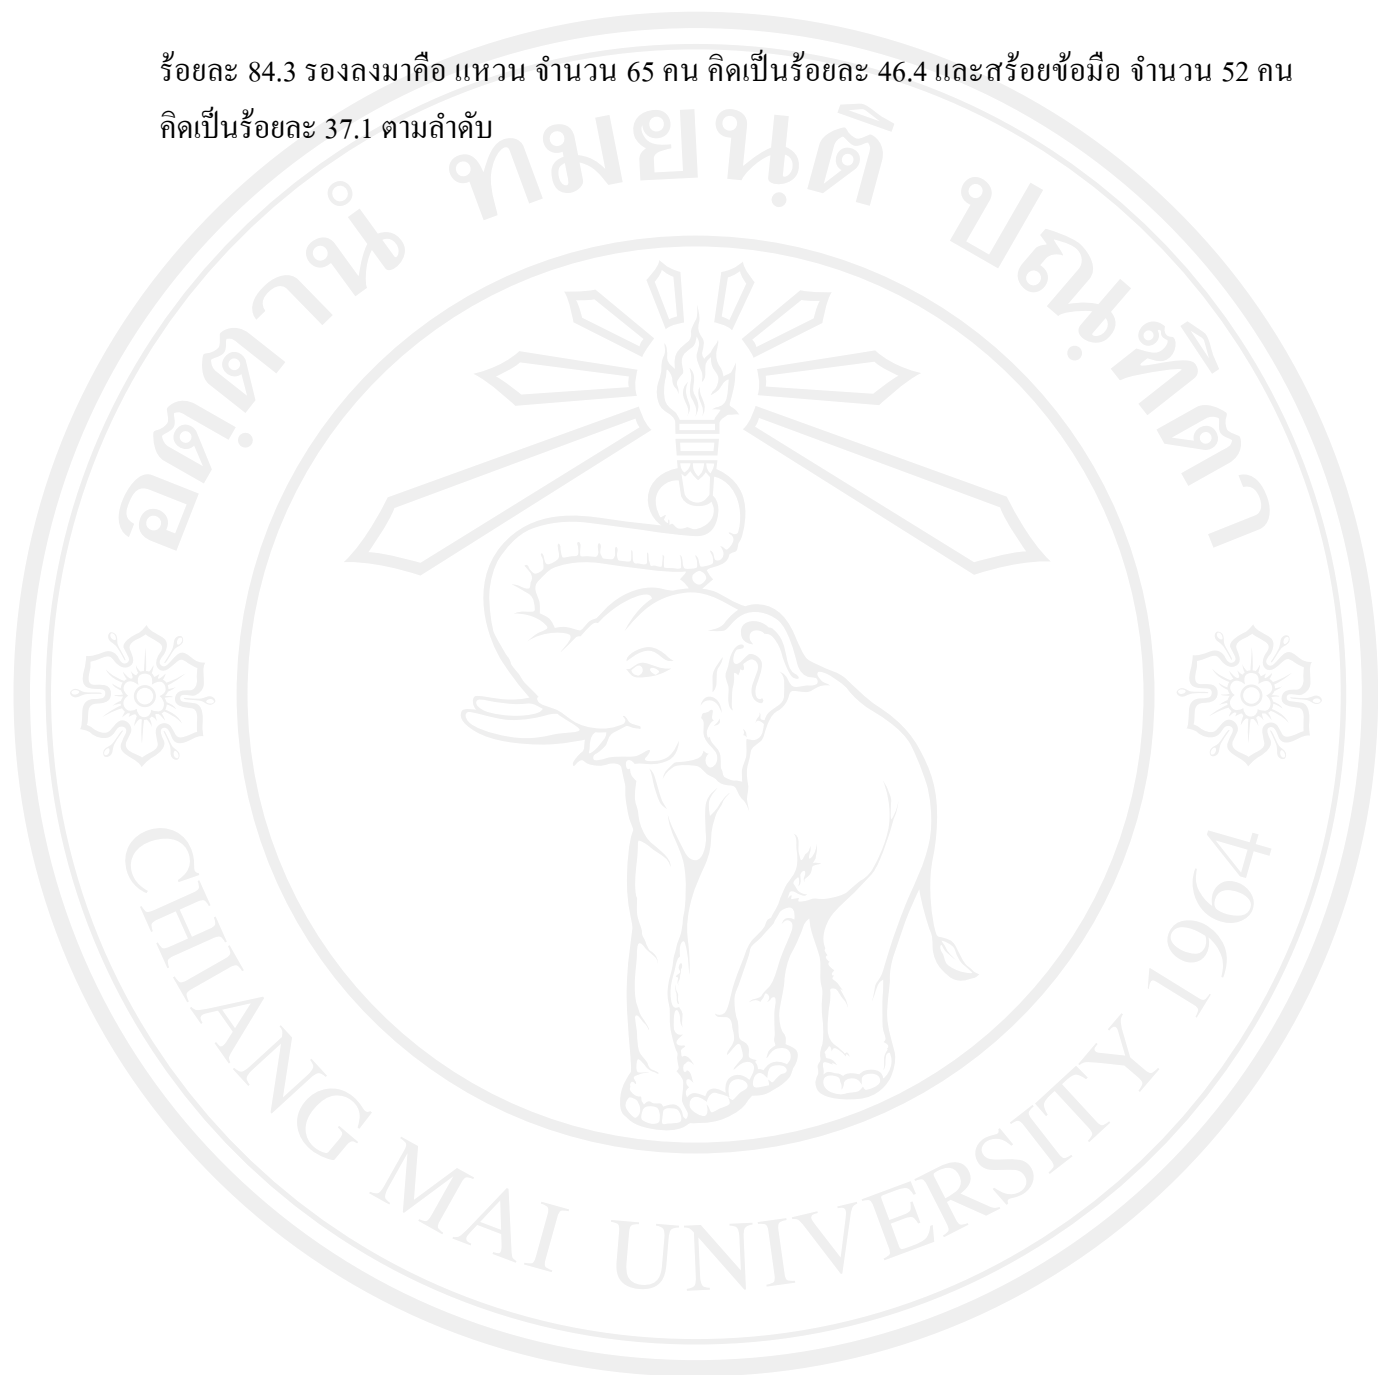 ร้อยละ 84.3 รองลงมาคือ แหวน จำนวน 65 คน คิดเป็นร้อยละ 46.4 และสร้อยข้อมือ จำนวน 52 คน
คิดเป็นร้อยละ 37.1 ตามลำดับ
อตฺตานํ ทมยนฺติ ปณฺฑิตา
CHIANG MAI UNIVERSITY 1964